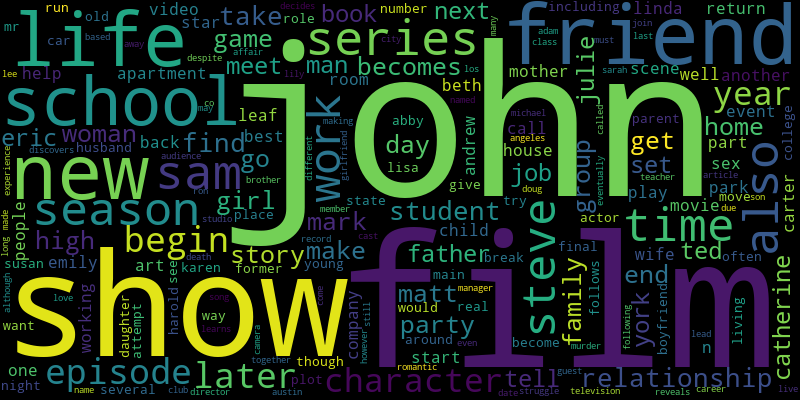 old video star take book next number including linda return
mr car based away role
life game series friend
despite affair city many
adam join last class must
lee help apartment meet man becomes mother julie scene well another
los sarah
school john year
leaf room beth
lily co may
eric woman back find best
discovers husband
abby day lisa
work andrew call michael angeles called parent get home event college
making different girlfriend
house group set part
experience audience ron brother
new sam go job sex
give doug eventually teacher article
girl place state try play park move son due
season studio member student actor movie carter
people long made high begin story mark child time also
record cast death
susan emily art karen former make young father final wife ted often
although see main break family end
love harold
show film steve
want working daughter attempt way song learns come company still however matt would real manager follows york boyfriend living catherine
camera party become following
around even murder lead n
one episode later though start
together romantic
night name several club director plot austin character tell relationship
date struggle guest television reveals career live
named decides